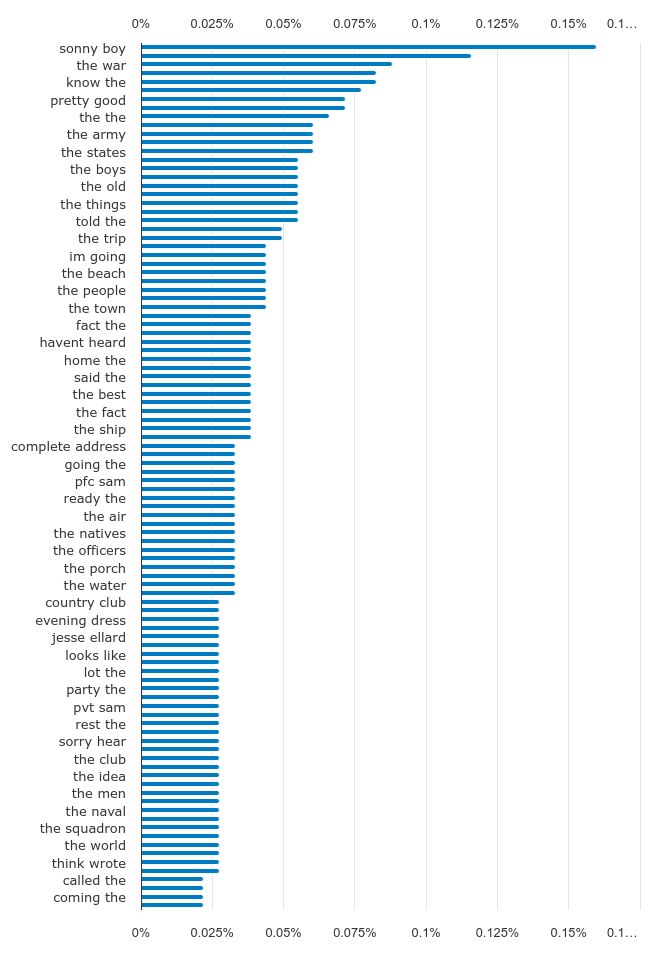 0% 0.025% 0.05% 0.075% 0.1% 0.125% 0.15% 0.1...
sonny boy
the war
know the
pretty good
the the
the army
the states
the boys
the old
the things
told the
the trip
im going
the beach
the people
the town
fact the
havent heard
home the
said the
the best
the fact
the ship
complete address
going the
pfc sam
ready the
the air
the natives
the officers
the porch
the water
country club
evening dress
jesse ellard
looks like
lot the
party the
pvt sam
rest the
sorry hear
the club
the idea
the men
the naval
the squadron
the world
think wrote
called the
coming the
0% 0.025% 0.05% 0.075% 0.1% 0.125% 0.15% 0.1...